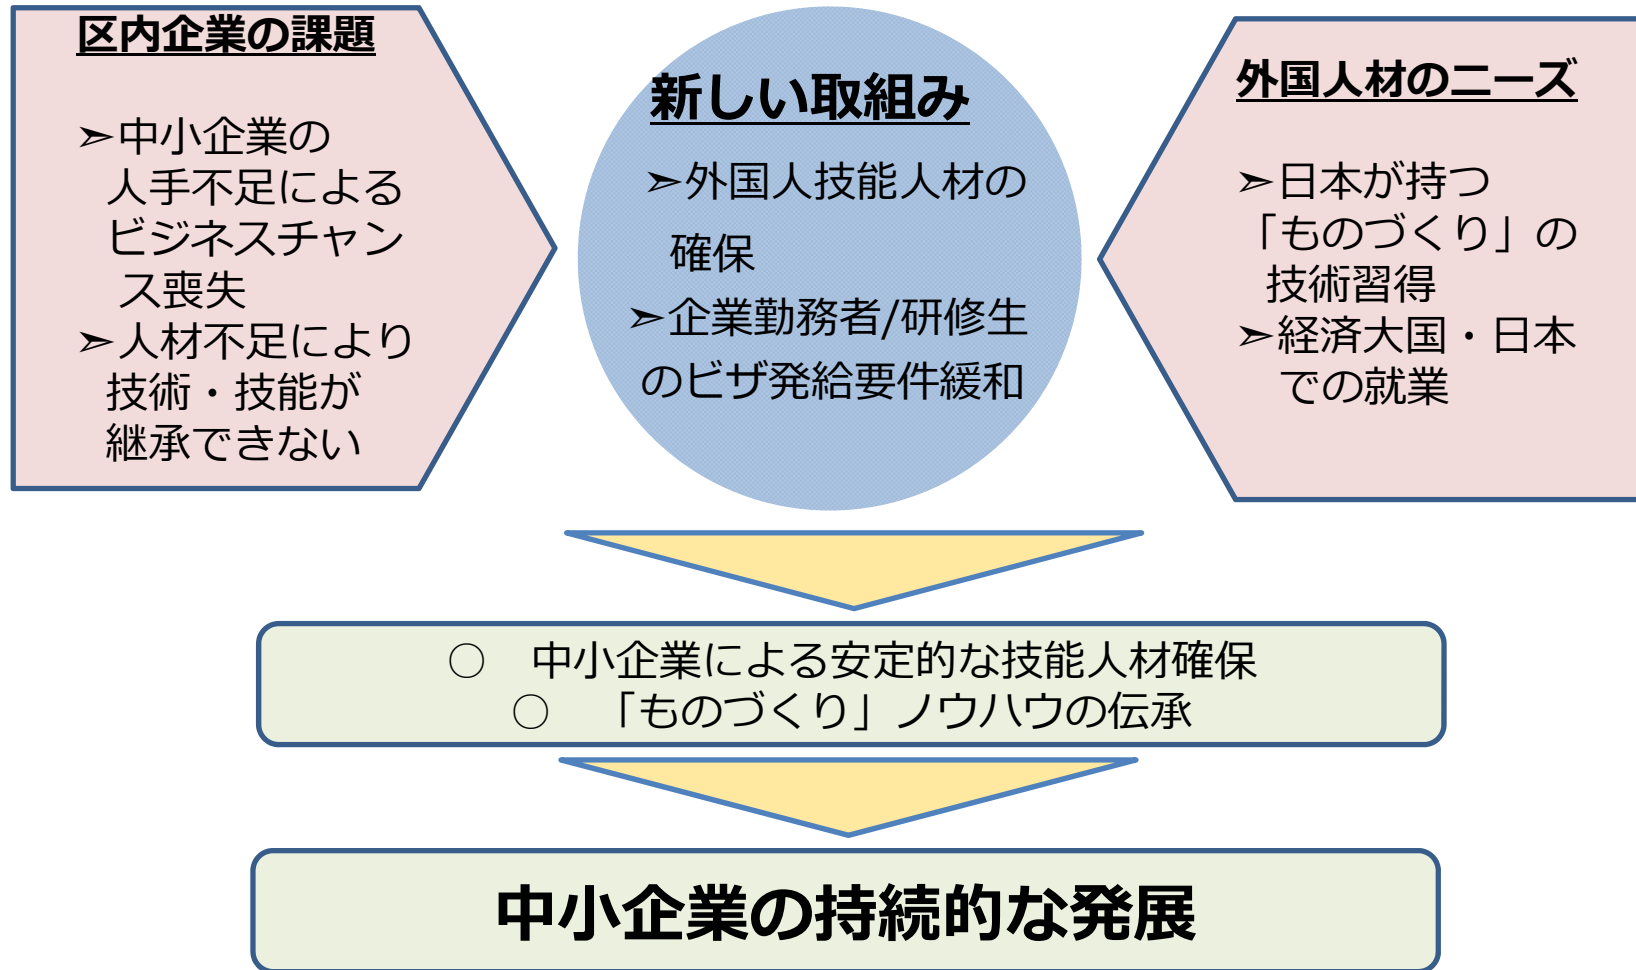 区内企業の課題
➣中小企業の
人手不足による
ビジネスチャン
ス喪失
➣人材不足により
技術・技能が
継承できない
新しい取組み
➣外国人技能人材の
確保
➣企業勤務者/研修生
のビザ発給要件緩和
外国人材のニーズ
➣日本が持つ
「ものづくり」の
技術習得
➣経済大国・日本
での就業
○　中小企業による安定的な技能人材確保
○　「ものづくり」ノウハウの伝承
中小企業の持続的な発展